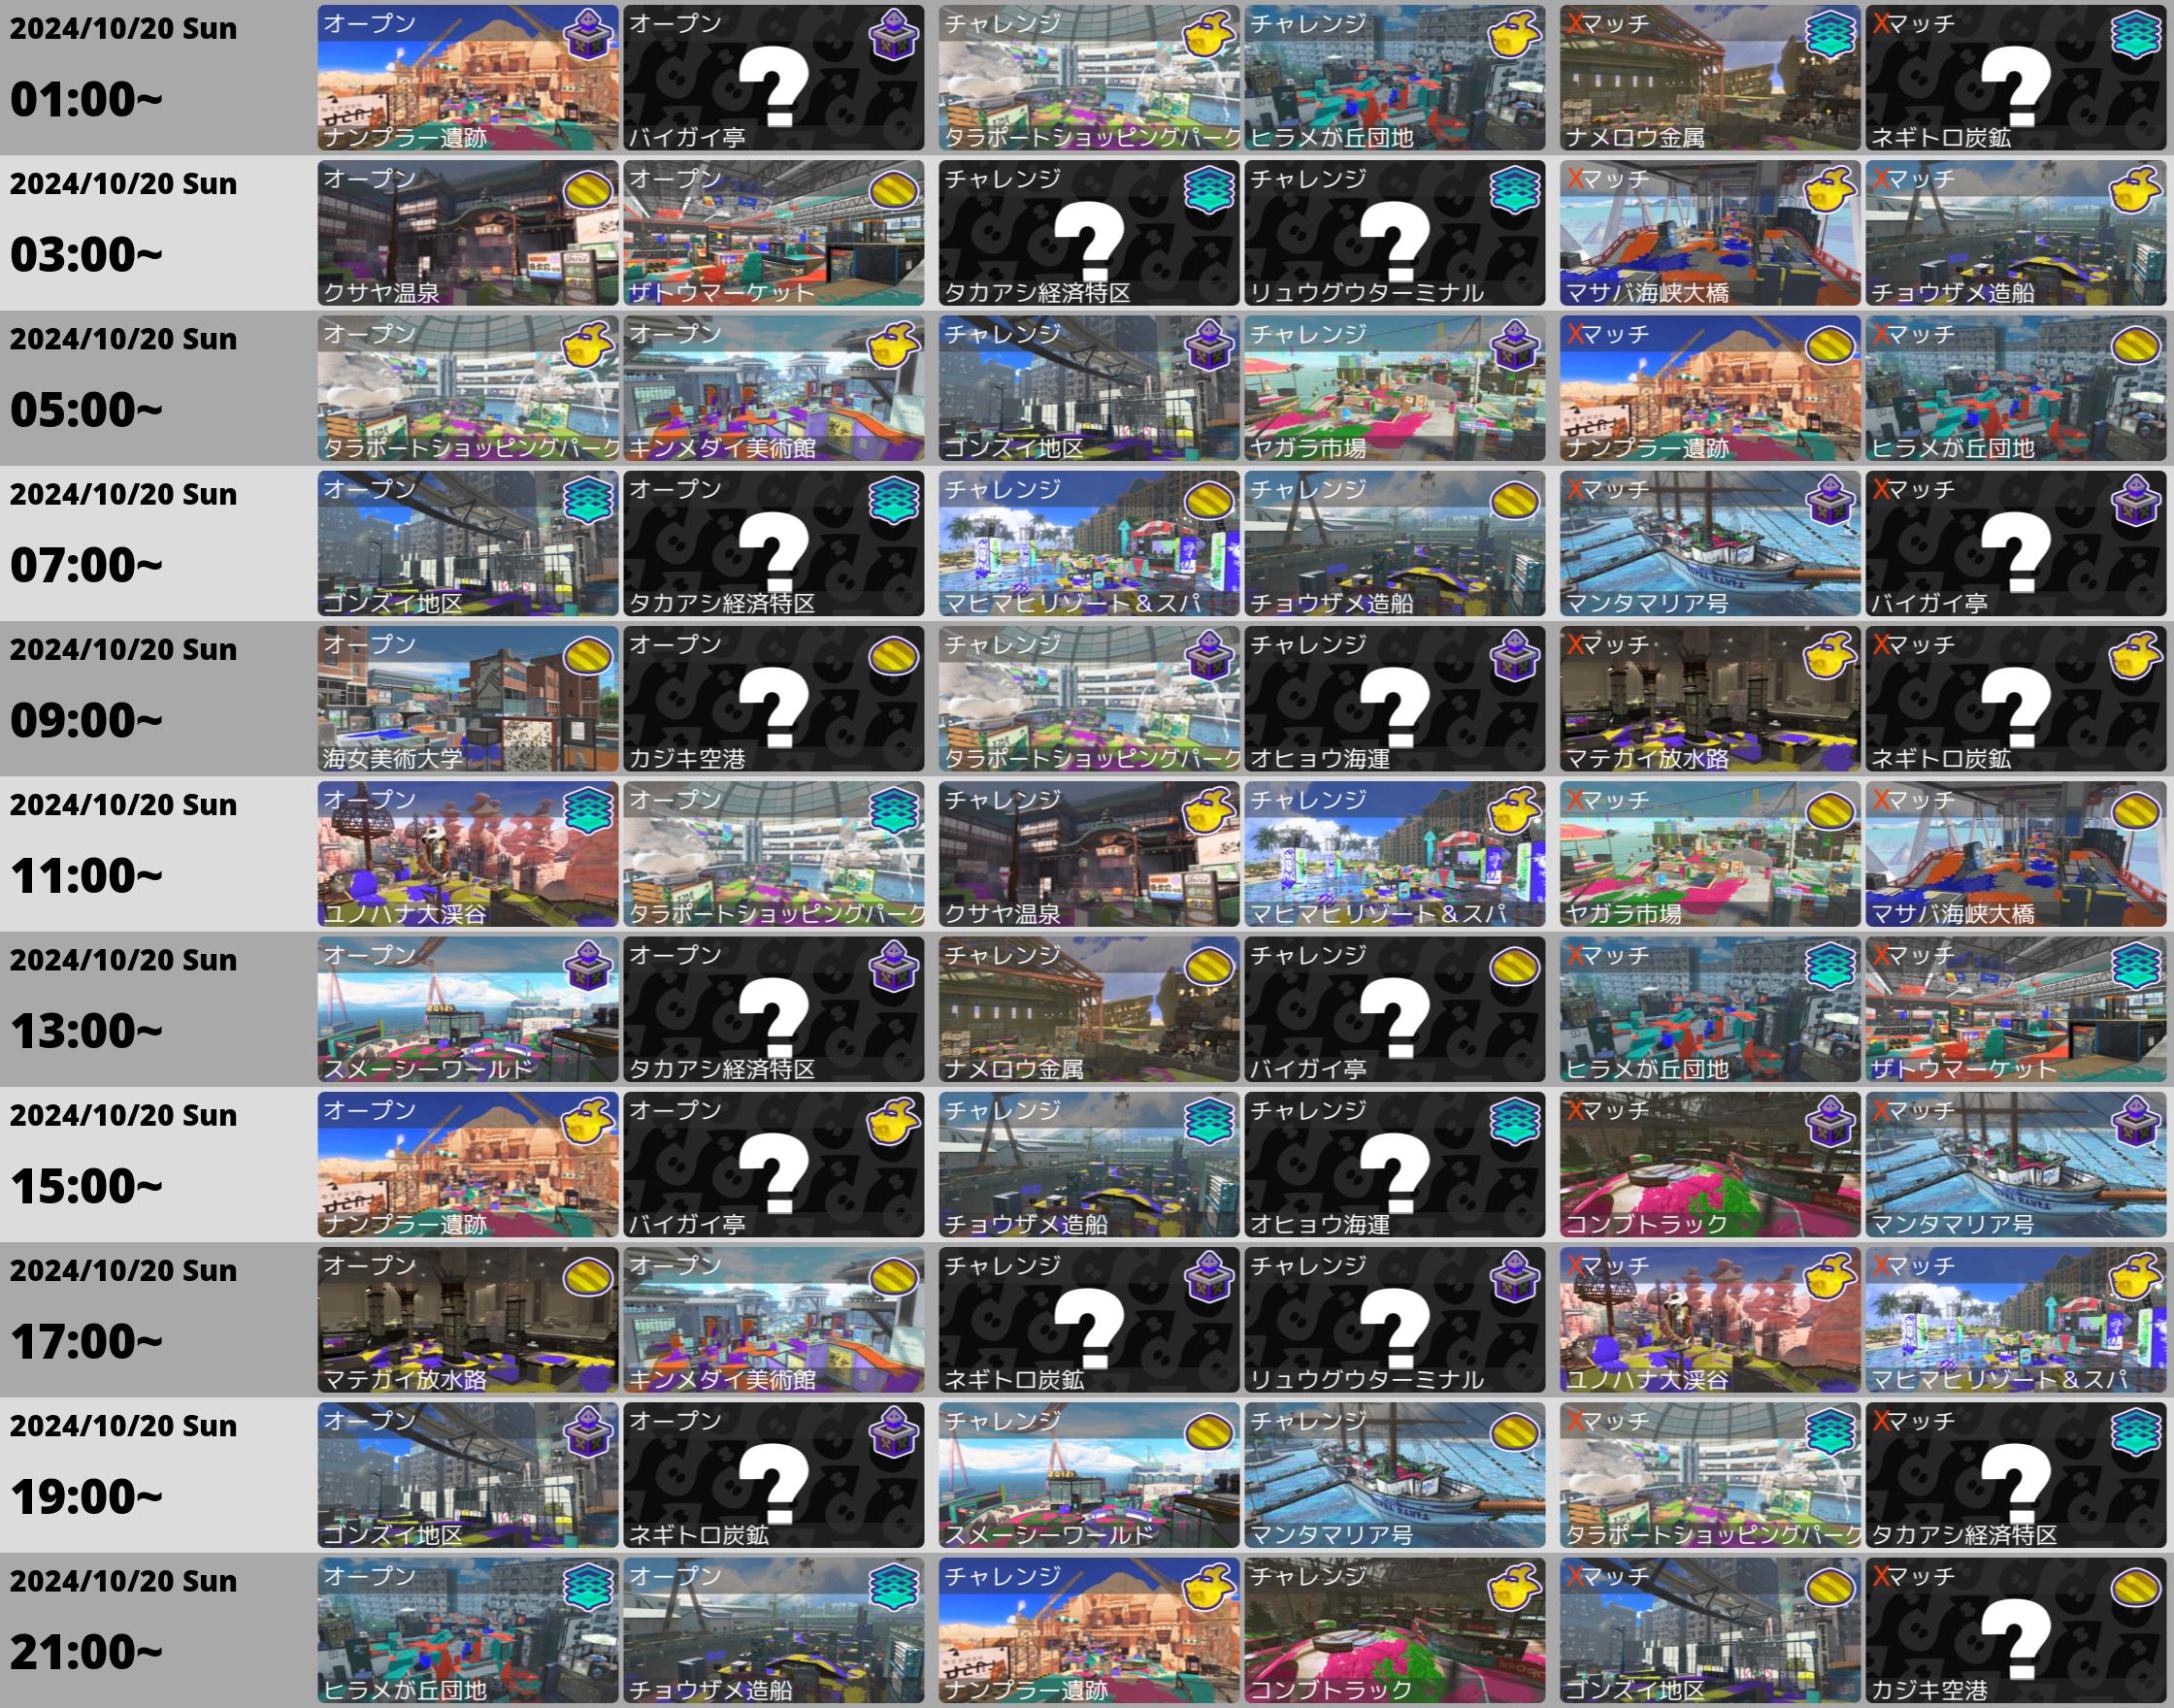 2024/10/20 Sun
01:00~
オープン
ナンプラー遺跡
オープン
バイガイ亭
チャレンジ
タラポートショッピングパーク
チャレンジ
ヒラメが丘団地
Xマッチ
ナメロウ金属
Xマッチ
ネギトロ炭鉱
2024/10/20 Sun
03:00~
オープン
クサヤ温泉
オープン
ザトウマーケット
チャレンジ
タカアシ経済特区
チャレンジ
リュウグウターミナル
Xマッチ
マサバ海峡大橋
Xマッチ
チョウザメ造船
2024/10/20 Sun
05:00~
オープン
タラポートショッピングパーク
オープン
キンメダイ美術館
チャレンジ
ゴンズイ地区
チャレンジ
ヤガラ市場
Xマッチ
ナンプラー遺跡
Xマッチ
ヒラメが丘団地
2024/10/20 Sun
07:00~
オープン
ゴンズイ地区
オープン
タカアシ経済特区
チャレンジ
マヒマヒリゾート＆スパ
チャレンジ
チョウザメ造船
Xマッチ
マンタマリア号
Xマッチ
バイガイ亭
2024/10/20 Sun
09:00~
オープン
海女美術大学
オープン
カジキ空港
チャレンジ
タラポートショッピングパーク
チャレンジ
オヒョウ海運
Xマッチ
マテガイ放水路
Xマッチ
ネギトロ炭鉱
2024/10/20 Sun
11:00~
オープン
ユノハナ大渓谷
オープン
タラポートショッピングパーク
チャレンジ
クサヤ温泉
チャレンジ
マヒマヒリゾート＆スパ
Xマッチ
ヤガラ市場
Xマッチ
マサバ海峡大橋
2024/10/20 Sun
13:00~
オープン
スメーシーワールド
オープン
タカアシ経済特区
チャレンジ
ナメロウ金属
チャレンジ
バイガイ亭
Xマッチ
ヒラメが丘団地
Xマッチ
ザトウマーケット
2024/10/20 Sun
15:00~
オープン
ナンプラー遺跡
オープン
バイガイ亭
チャレンジ
チョウザメ造船
チャレンジ
オヒョウ海運
Xマッチ
コンブトラック
Xマッチ
マンタマリア号
2024/10/20 Sun
17:00~
オープン
マテガイ放水路
オープン
キンメダイ美術館
チャレンジ
ネギトロ炭鉱
チャレンジ
リュウグウターミナル
Xマッチ
ユノハナ大渓谷
Xマッチ
マヒマヒリゾート＆スパ
2024/10/20 Sun
19:00~
オープン
ゴンズイ地区
オープン
ネギトロ炭鉱
チャレンジ
スメーシーワールド
チャレンジ
マンタマリア号
Xマッチ
タラポートショッピングパーク
Xマッチ
タカアシ経済特区
2024/10/20 Sun
21:00~
オープン
ヒラメが丘団地
オープン
チョウザメ造船
チャレンジ
ナンプラー遺跡
チャレンジ
コンブトラック
Xマッチ
ゴンズイ地区
Xマッチ
カジキ空港